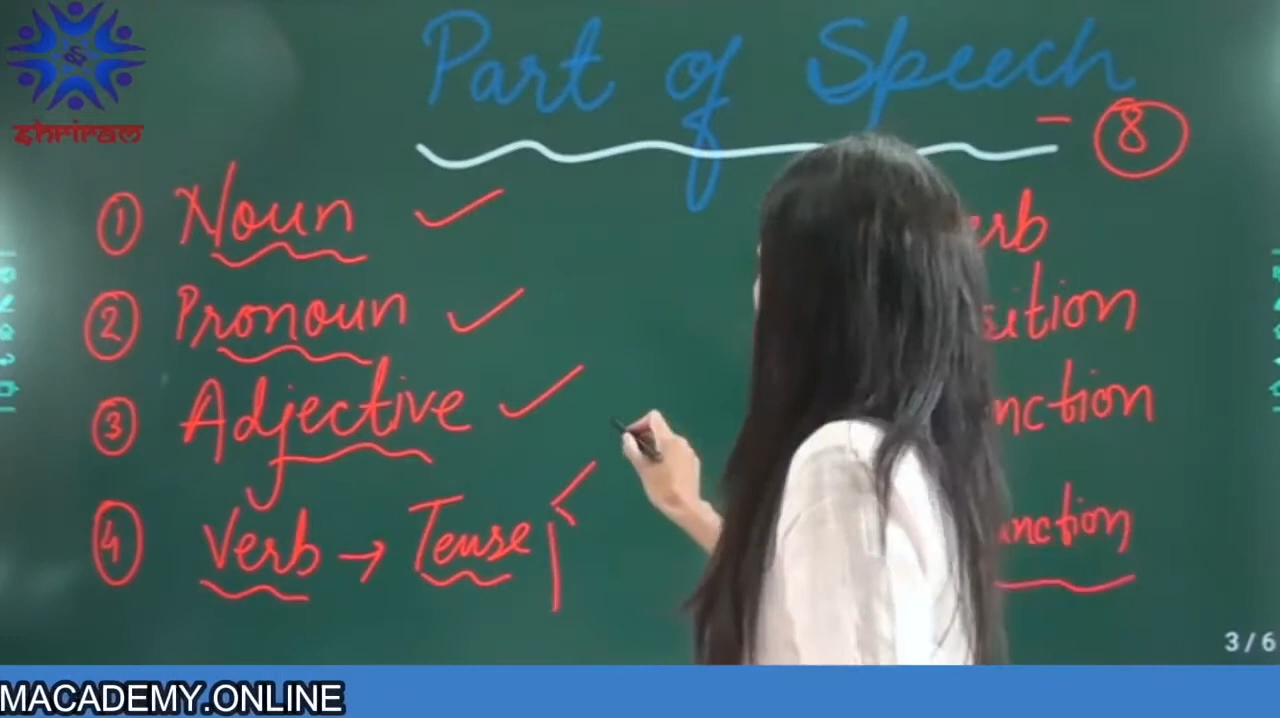 Shriram
Part of Speech
- 8
1 Noun
2 Pronoun
3 Adjective
4 Verb → Tense
erb
sition
nction
unction
3/6
MACADEMY.ONLINE